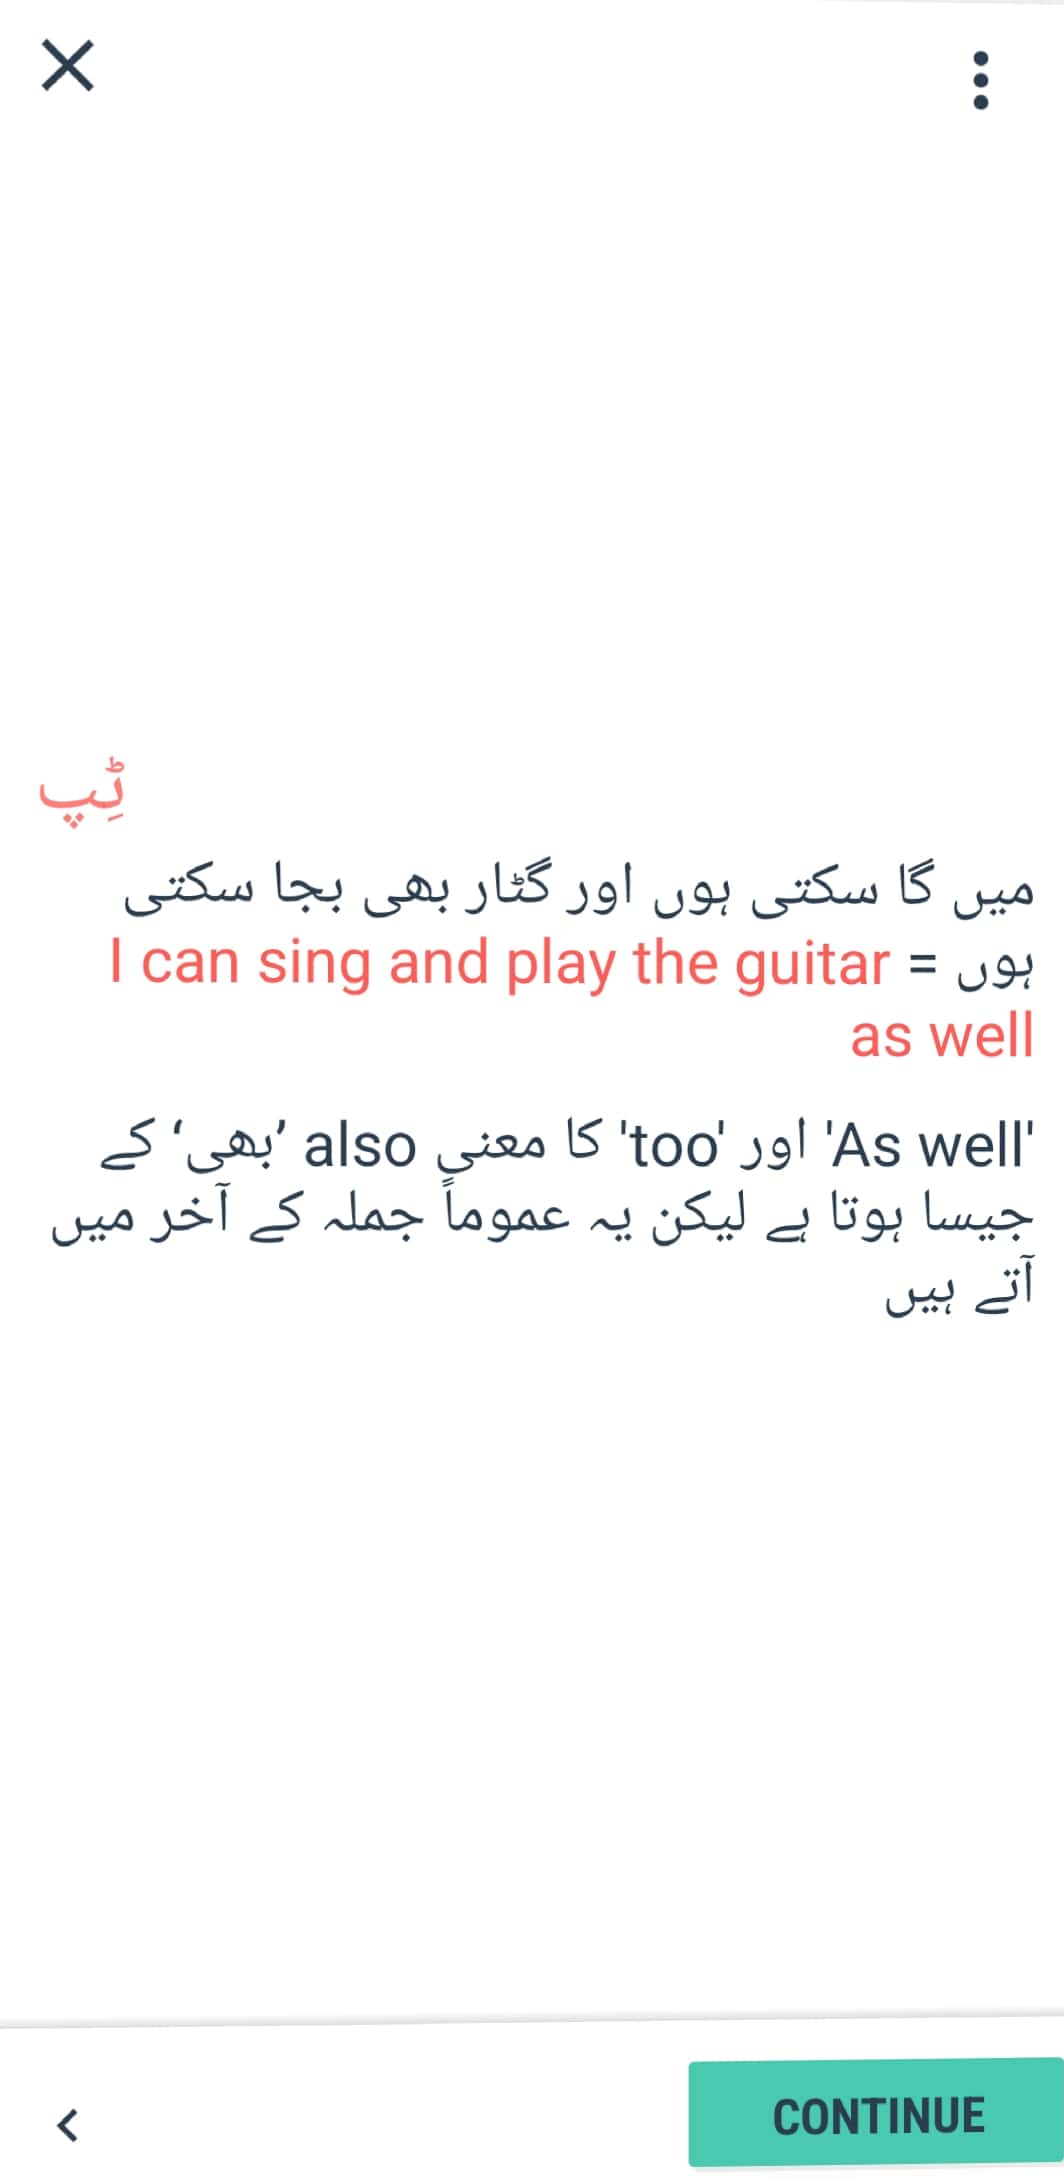 ٹِپ
میں گا سکتی ہوں اور گٹار بھی بجا سکتی
ہوں = I can sing and play the guitar
as well
'As well' اور 'too' کا معنی also ’بھی‘ کے
جیسا ہوتا ہے لیکن یہ عموماً جملہ کے آخر میں
آتے ہیں
CONTINUE